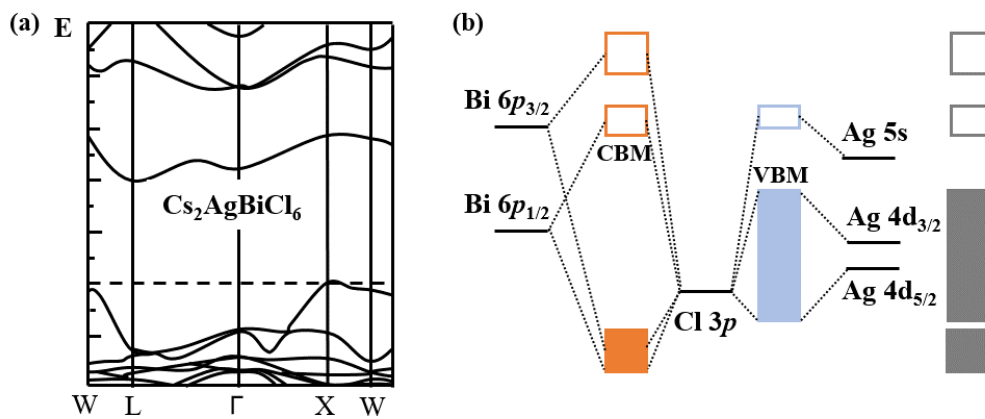 (a) E
Cs₂AgBiCl₆
W L Γ X W
(b)
Bi 6p₃/₂
CBM
Ag 5s
VBM
Bi 6p₁/₂
Ag 4d₃/₂
Ag 4d₅/₂
Cl 3p